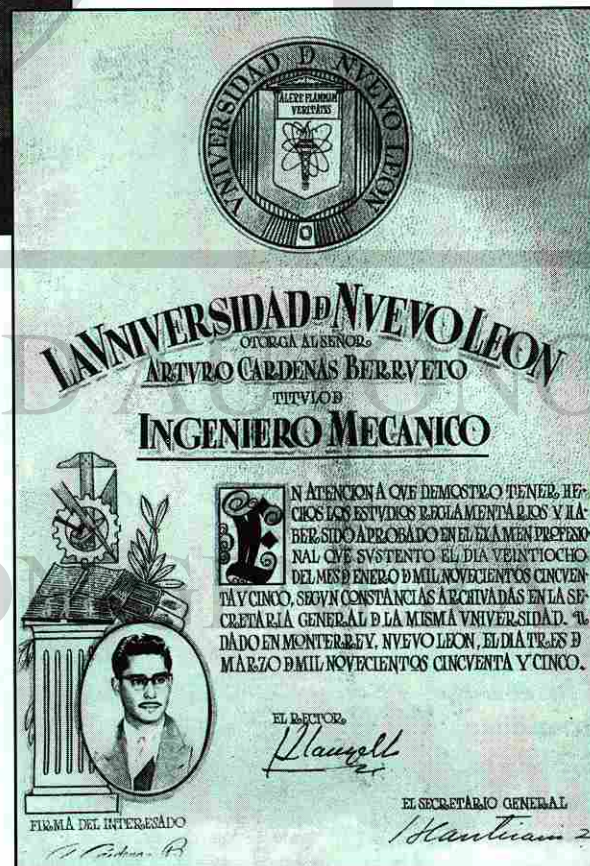 VNIVERSIDAD D NVEVO LEON
ALERE FLAMMAM
VERITATIS
LA VNIVERSIDAD D NVEVO LEON
OTORGA AL SEÑOR
ARTVRO CARDENAS BERRVETO
TITVLO D
INGENIERO MECANICO
EN ATENCION A QVE DEMOSTRO TENER HE-
CHOS LOS ESTVDIOS REGLAMENTARIOS Y HA-
BER SIDO APROBADO EN EL EXAMEN PROFESIO-
NAL QVE SVSTENTO EL DIA VEINTIOCHO
DEL MES D ENERO D MIL NOVECIENTOS CINCVEN-
TA Y CINCO, SEGVN CONSTANCIAS ARCHIVADAS EN LA SE-
CRETARIA GENERAL D LA MISMA VNIVERSIDAD.
DADO EN MONTERREY, NVEVO LEON, EL DIA TRES D
MARZO D MIL NOVECIENTOS CINCVENTA Y CINCO.
EL RECTOR
EL SECRETARIO GENERAL
FIRMA DEL INTERESADO